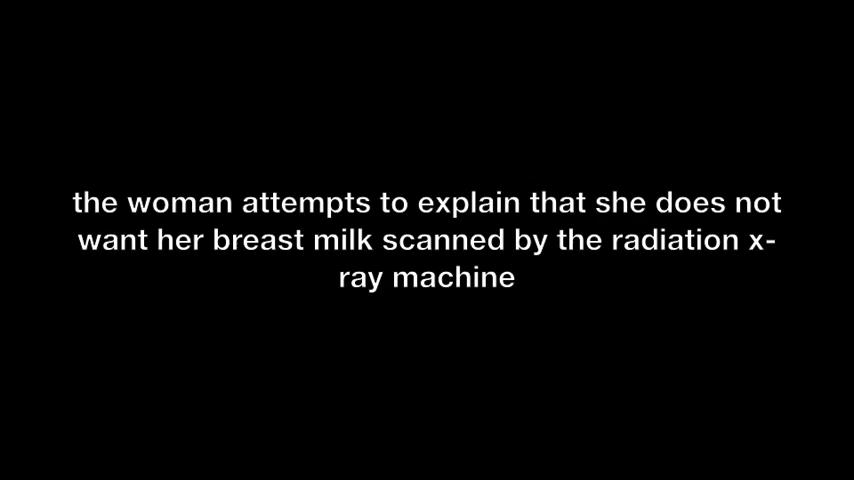 the woman attempts to explain that she does not
want her breast milk scanned by the radiation x-
ray machine